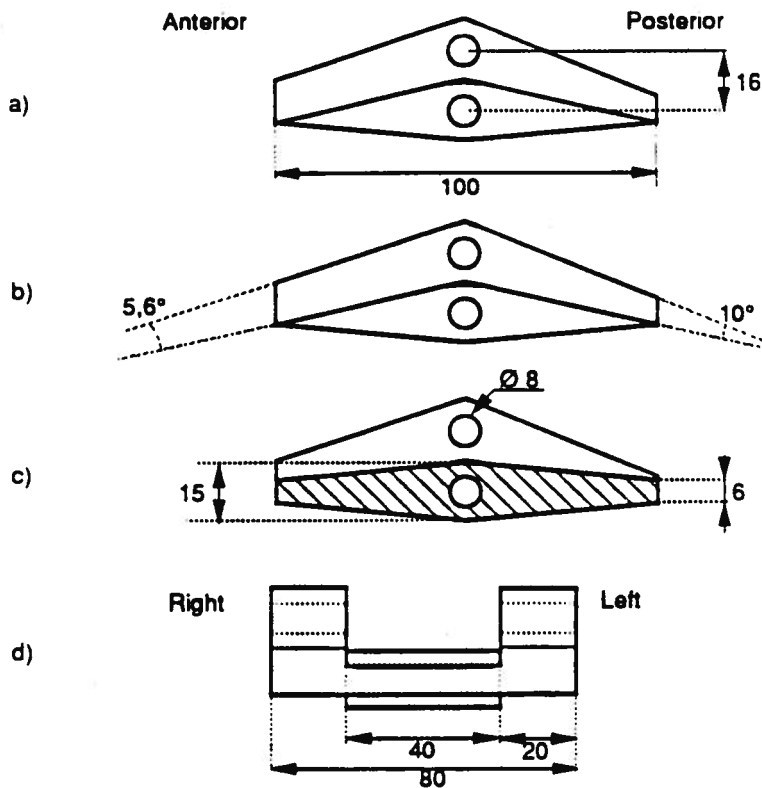 Anterior Posterior
a)
16
100
b)
5,6°
10°
Ø 8
c)
15
6
Right Left
d)
40 20
80